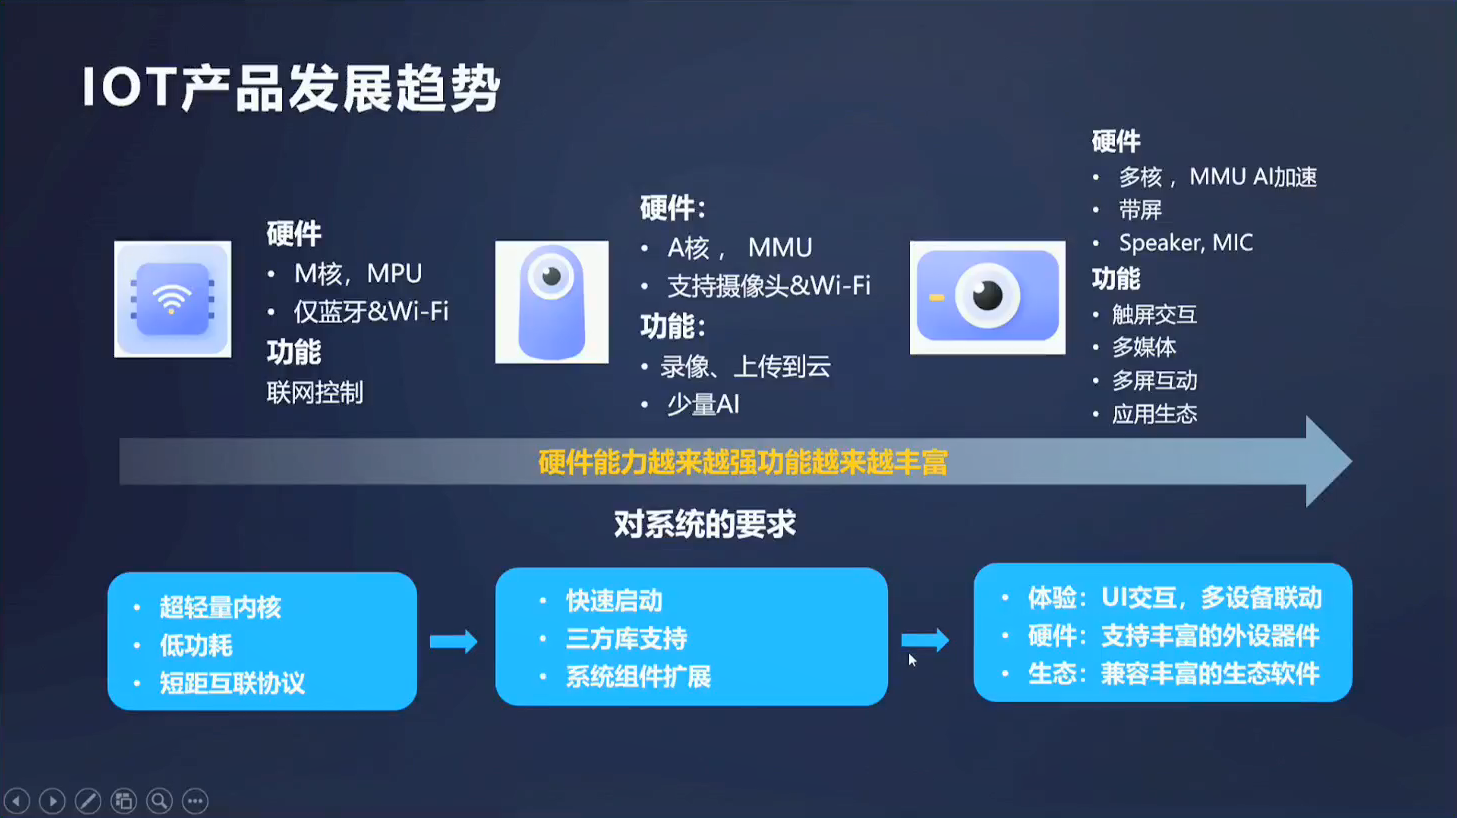 IOT产品发展趋势
硬件
• M核，MPU
• 仅蓝牙&Wi-Fi
功能
联网控制
硬件：
• A核， MMU
• 支持摄像头&Wi-Fi
功能：
• 录像、上传到云
• 少量AI
硬件
• 多核，MMU AI加速
• 带屏
• Speaker, MIC
功能
• 触屏交互
• 多媒体
• 多屏互动
• 应用生态
硬件能力越来越强功能越来越丰富
对系统的要求
• 超轻量内核
• 低功耗
• 短距互联协议
• 快速启动
• 三方库支持
• 系统组件扩展
• 体验：UI交互，多设备联动
• 硬件：支持丰富的外设器件
• 生态：兼容丰富的生态软件